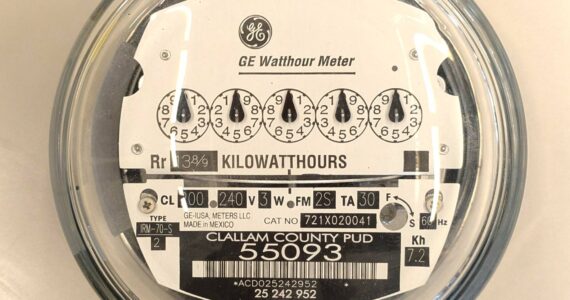 GE
GE Watthour Meter
Rr 13 8/9 KILOWATTHOURS
CL 200 240 V 3 W FM 2S TA 30
F S
TYPE
IRM-70-S
2
GE-IUSA, METERS LLC
MADE in MEXICO
CAT NO 721X020041
60 Hz
CLALLAM COUNTY PUD
55093
Kh
7.2
*ACD025242952
25 242 952